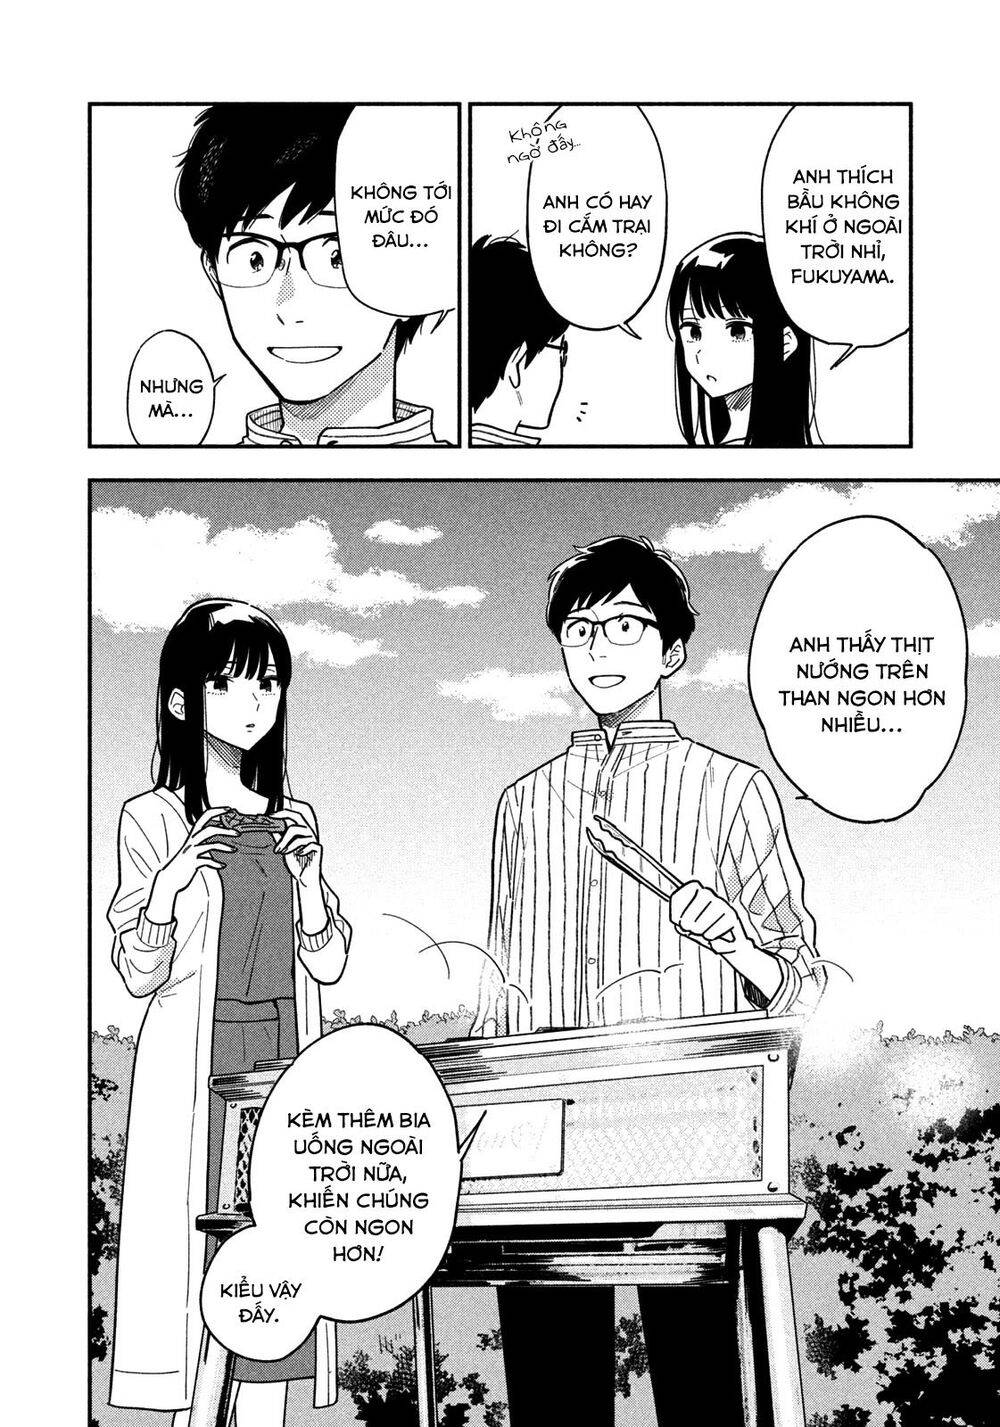 ANH THÍCH
BẦU KHÔNG
KHÍ Ở NGOÀI
TRỜI NHỈ,
FUKUYAMA.
Không
ngờ đấy...
ANH CÓ HAY
ĐI CẮM TRẠI
KHÔNG?
KHÔNG TỚI
MỨC ĐÓ
ĐÂU...
NHƯNG
MÀ...
ANH THẤY THỊT
NƯỚNG TRÊN
THAN NGON HƠN
NHIỀU...
KÈM THÊM BIA
UỐNG NGOÀI
TRỜI NỮA,
KHIẾN CHÚNG
CÒN NGON
HƠN!
KIỂU VẬY
ĐẤY.